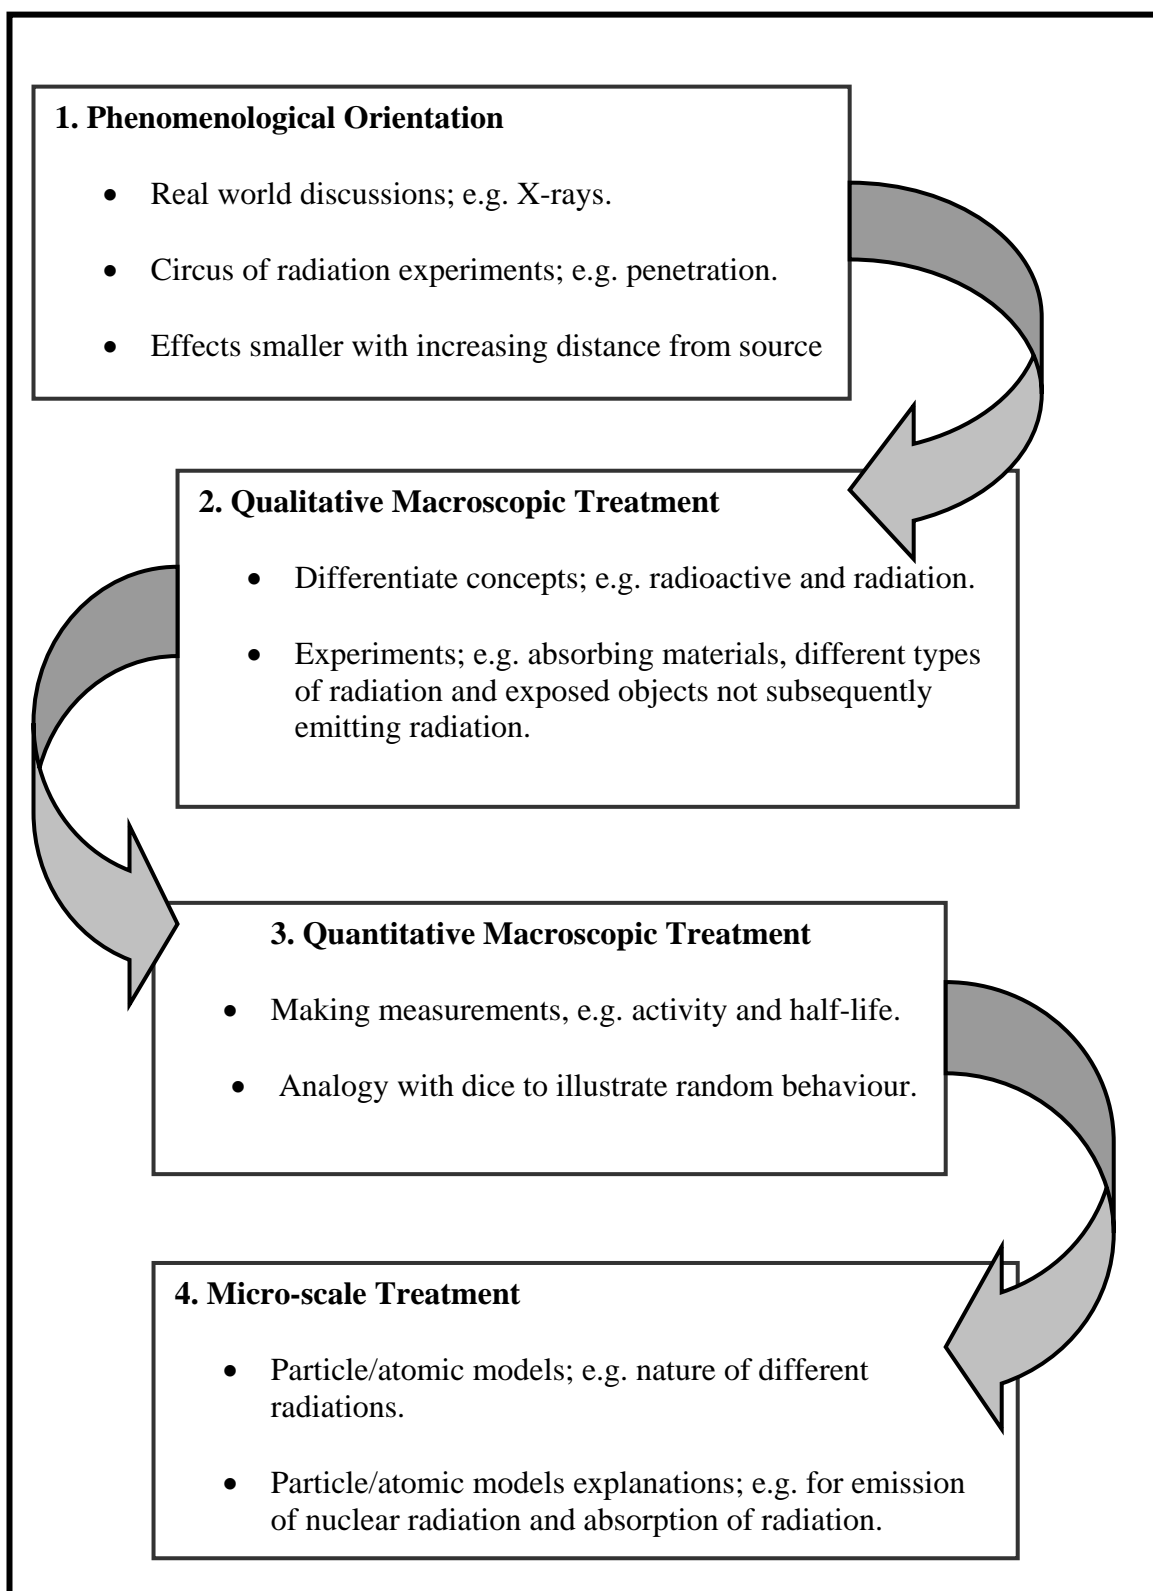 1. Phenomenological Orientation
• Real world discussions; e.g. X-rays.
• Circus of radiation experiments; e.g. penetration.
• Effects smaller with increasing distance from source
2. Qualitative Macroscopic Treatment
• Differentiate concepts; e.g. radioactive and radiation.
• Experiments; e.g. absorbing materials, different types
of radiation and exposed objects not subsequently
emitting radiation.
3. Quantitative Macroscopic Treatment
• Making measurements, e.g. activity and half-life.
• Analogy with dice to illustrate random behaviour.
4. Micro-scale Treatment
• Particle/atomic models; e.g. nature of different
radiations.
• Particle/atomic models explanations; e.g. for emission
of nuclear radiation and absorption of radiation.